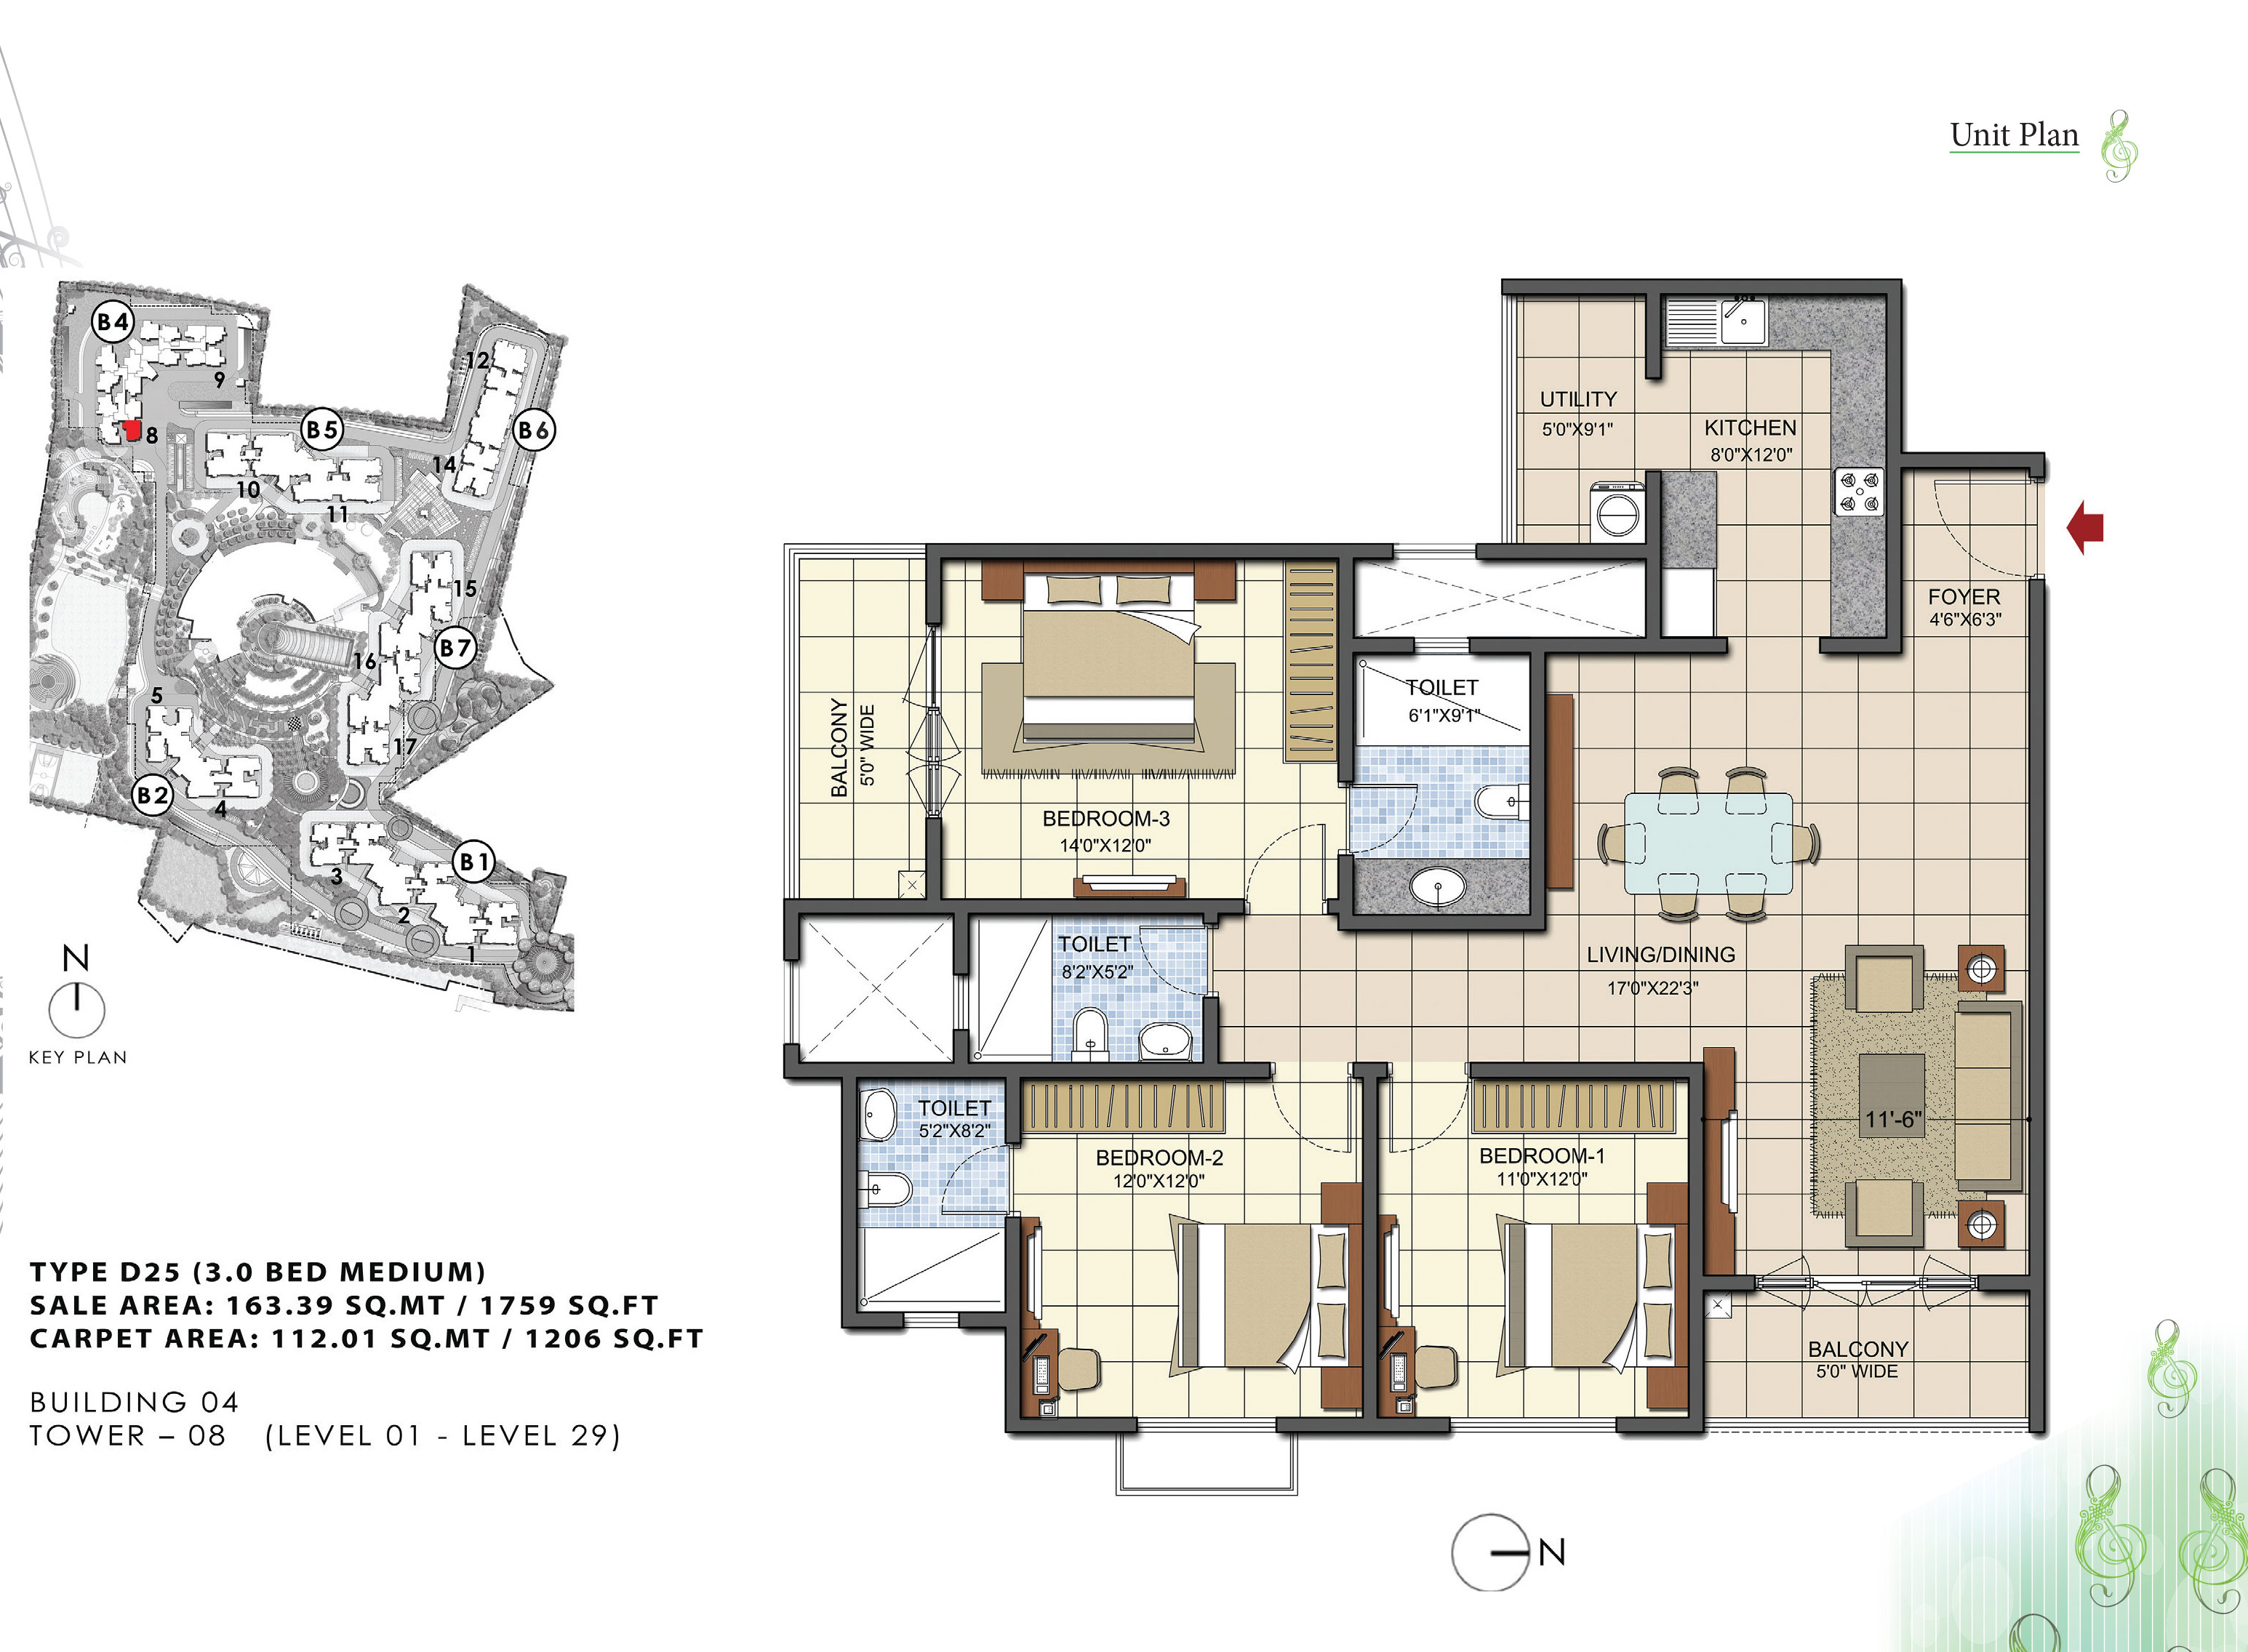 Unit Plan
B4
12
9
8
B5
B6
14
10
11
15
B7
16
5
17
B2
4
B1
3
2
1
N
KEY PLAN
TYPE D25 (3.0 BED MEDIUM)
SALE AREA: 163.39 SQ.MT / 1759 SQ.FT
CARPET AREA: 112.01 SQ.MT / 1206 SQ.FT
BUILDING 04
TOWER – 08 (LEVEL 01 - LEVEL 29)
UTILITY
5'0"X9'1"
KITCHEN
8'0"X12'0"
FOYER
4'6"X6'3"
BALCONY
5'0" WIDE
BEDROOM-3
14'0"X12'0"
TOILET
6'1"X9'1"
TOILET
8'2"X5'2"
LIVING/DINING
17'0"X22'3"
TOILET
5'2"X8'2"
BEDROOM-2
12'0"X12'0"
BEDROOM-1
11'0"X12'0"
11'-6"
BALCONY
5'0" WIDE
N